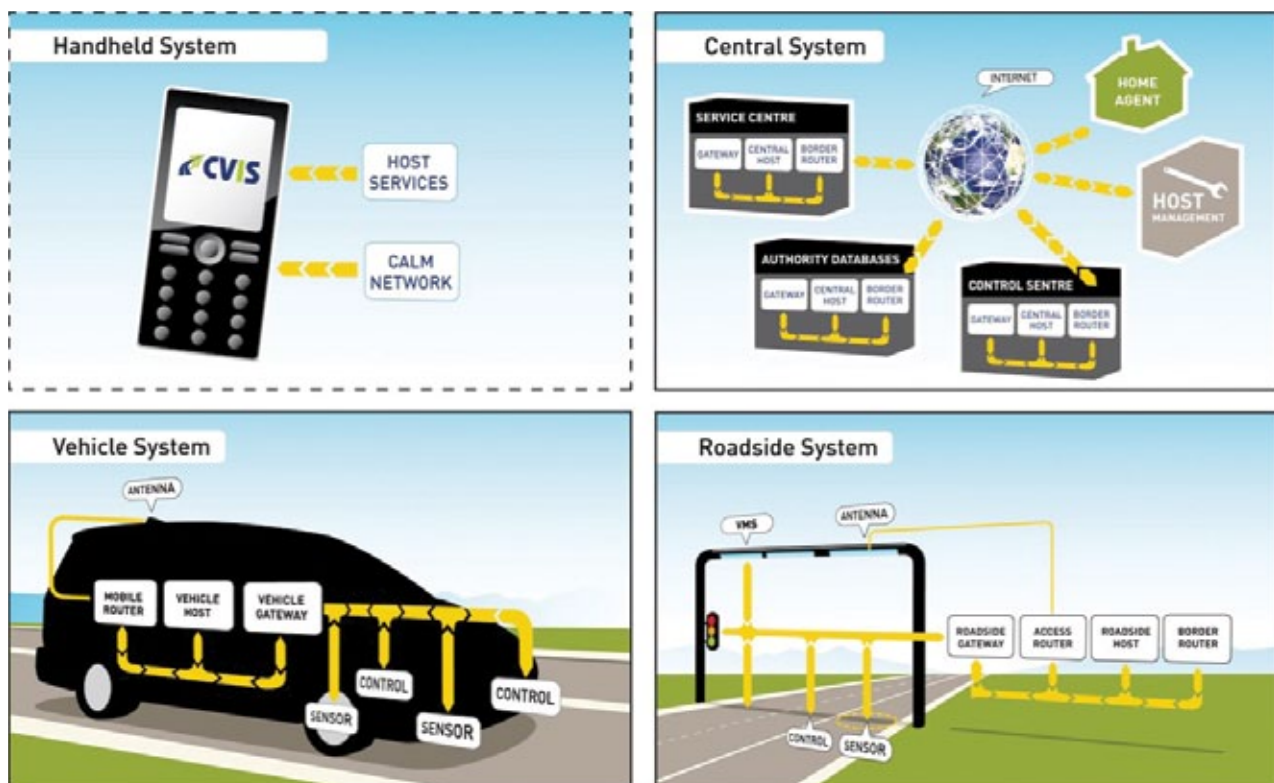 Handheld System
CVIS
HOST
SERVICES
CALM
NETWORK
Central System
INTERNET
HOME
AGENT
SERVICE CENTRE
GATEWAY
CENTRAL
HOST
BORDER
ROUTER
HOST
MANAGEMENT
AUTHORITY DATABASES
GATEWAY
CENTRAL
HOST
BORDER
ROUTER
CONTROL SENTRE
GATEWAY
CENTRAL
HOST
BORDER
ROUTER
Vehicle System
ANTENNA
MOBILE
ROUTER
VEHICLE
HOST
VEHICLE
GATEWAY
SENSOR
CONTROL
SENSOR
CONTROL
Roadside System
VMS
ANTENNA
ROADSIDE
GATEWAY
ACCESS
ROUTER
ROADSIDE
HOST
BORDER
ROUTER
CONTROL
SENSOR